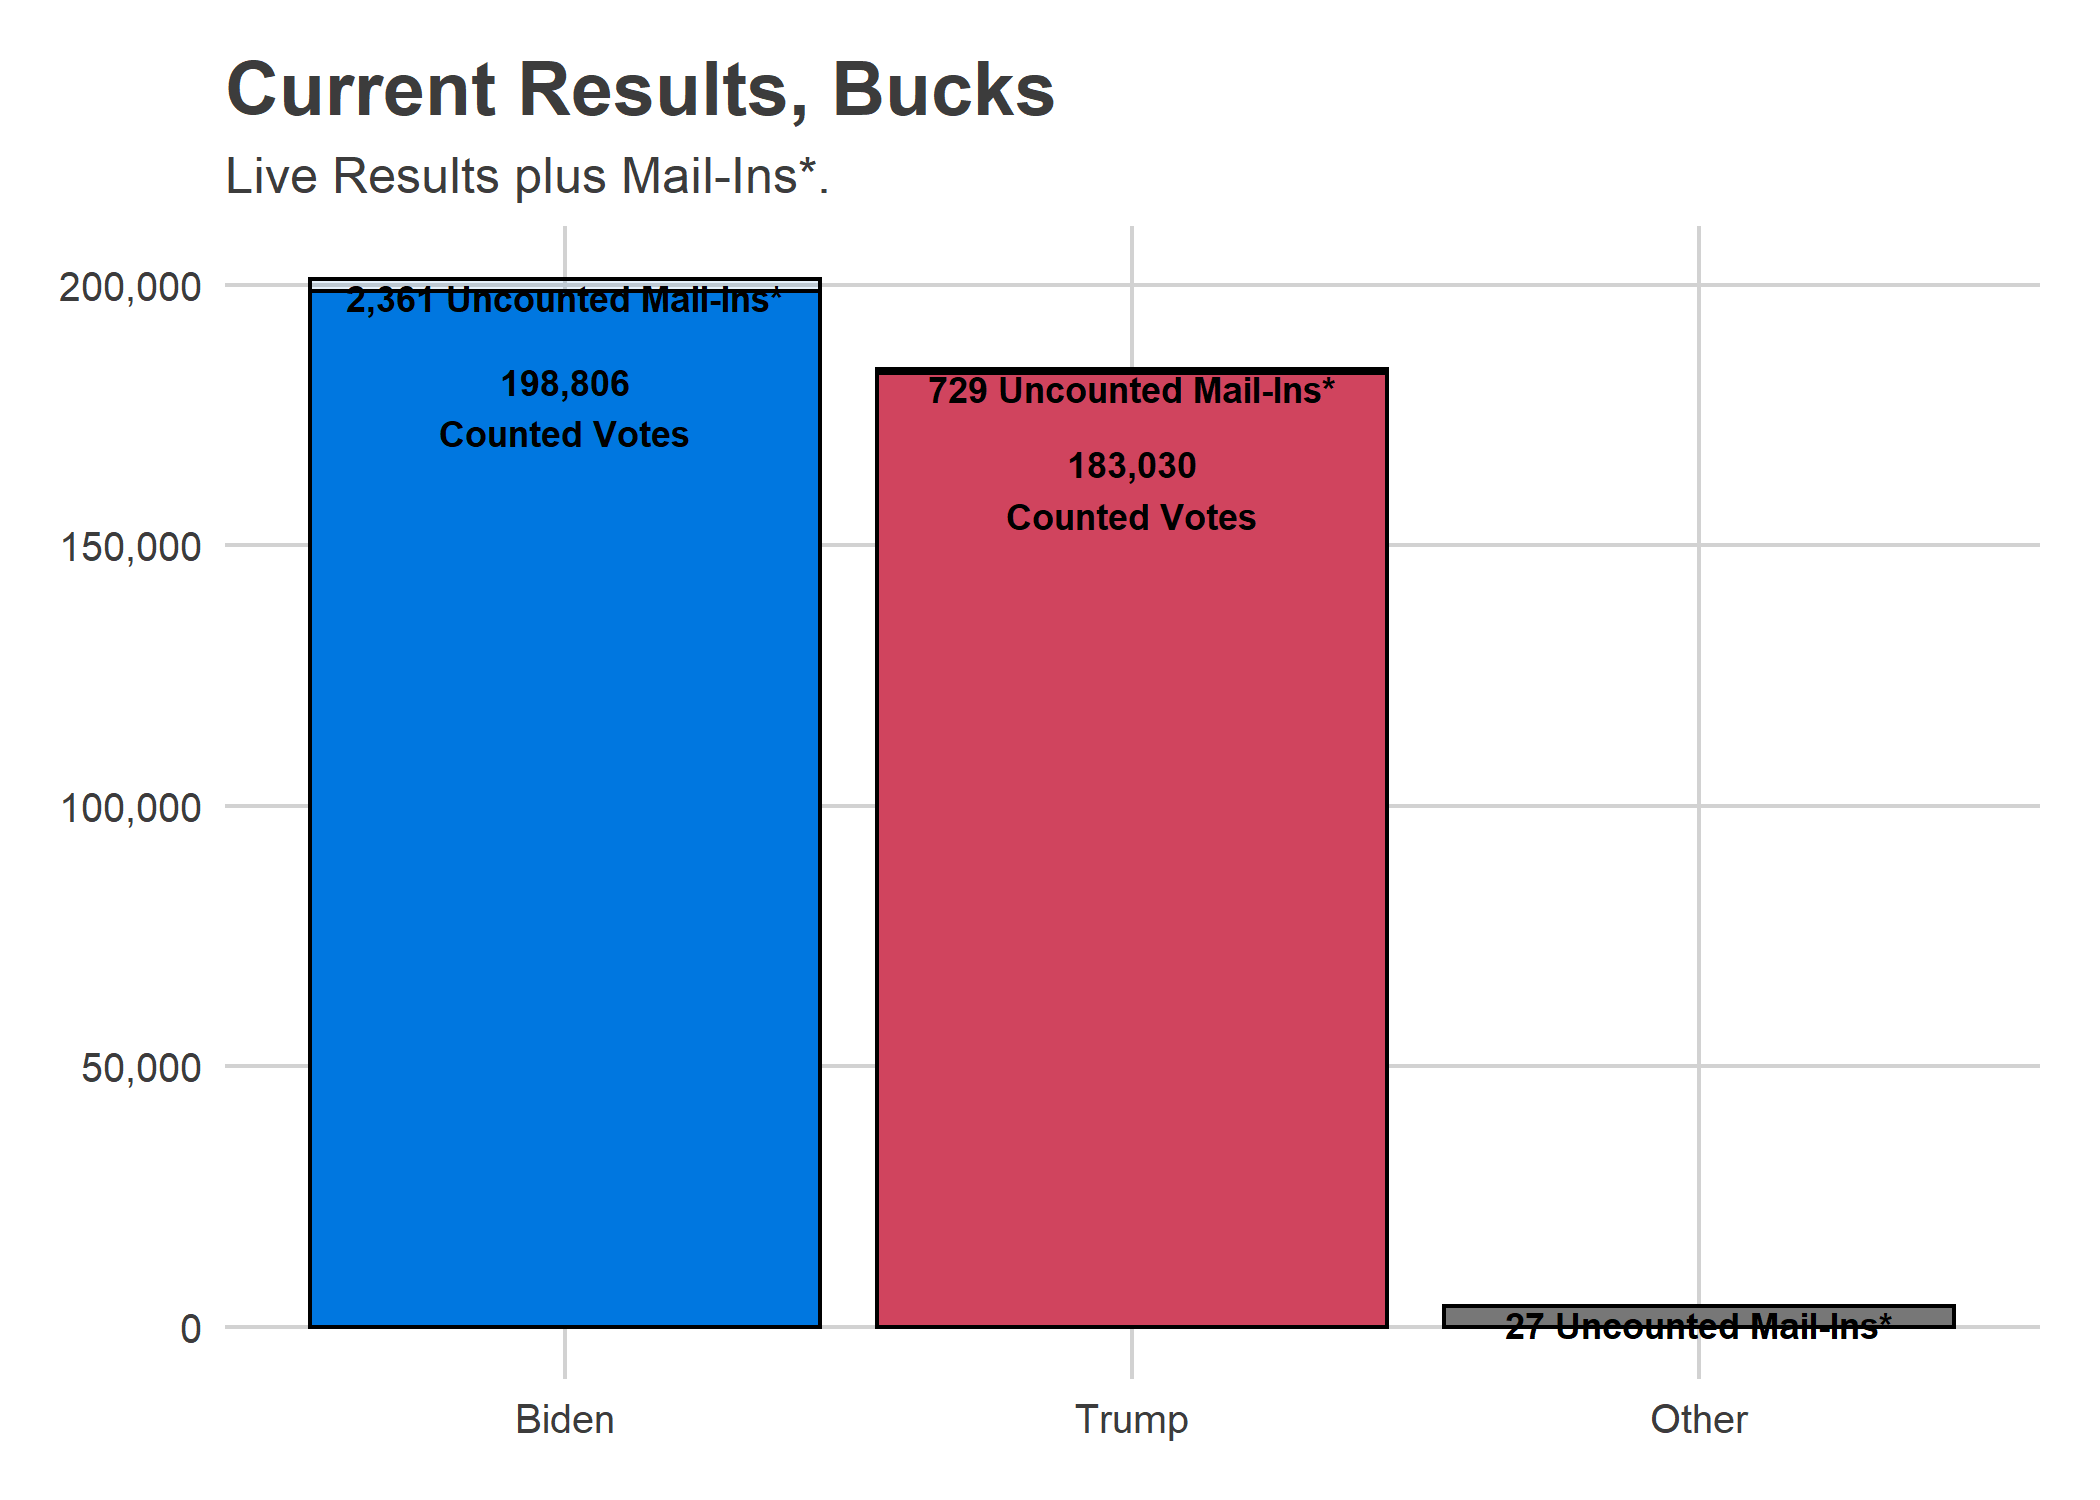 Current Results, Bucks
Live Results plus Mail-Ins*.
200,000
150,000
100,000
50,000
0
2,361 Uncounted Mail-Ins*
198,806
Counted Votes
729 Uncounted Mail-Ins*
183,030
Counted Votes
27 Uncounted Mail-Ins*
Biden
Trump
Other